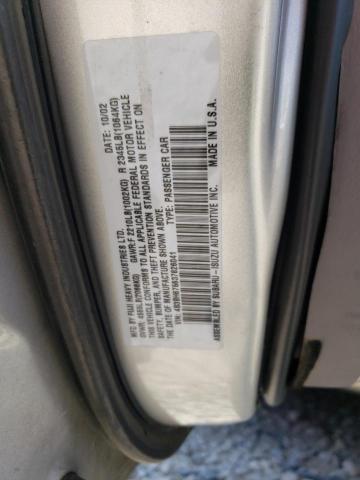 MFD BY FUJI HEAVY INDUSTRIES LTD. DATE: 10/02
GAWR: F 2210LB(1002KG) R 2345LB(1064KG)
THIS VEHICLE CONFORMS TO ALL APPLICABLE FEDERAL MOTOR VEHICLE
SAFETY, BUMPER, AND THEFT PREVENTION STANDARDS IN EFFECT ON
THE DATE OF MANUFACTURE SHOWN ABOVE.
TYPE: PASSENGER CAR
ASSEMBLED BY SUBARU-ISUZU AUTOMOTIVE INC. MADE IN U.S.A.